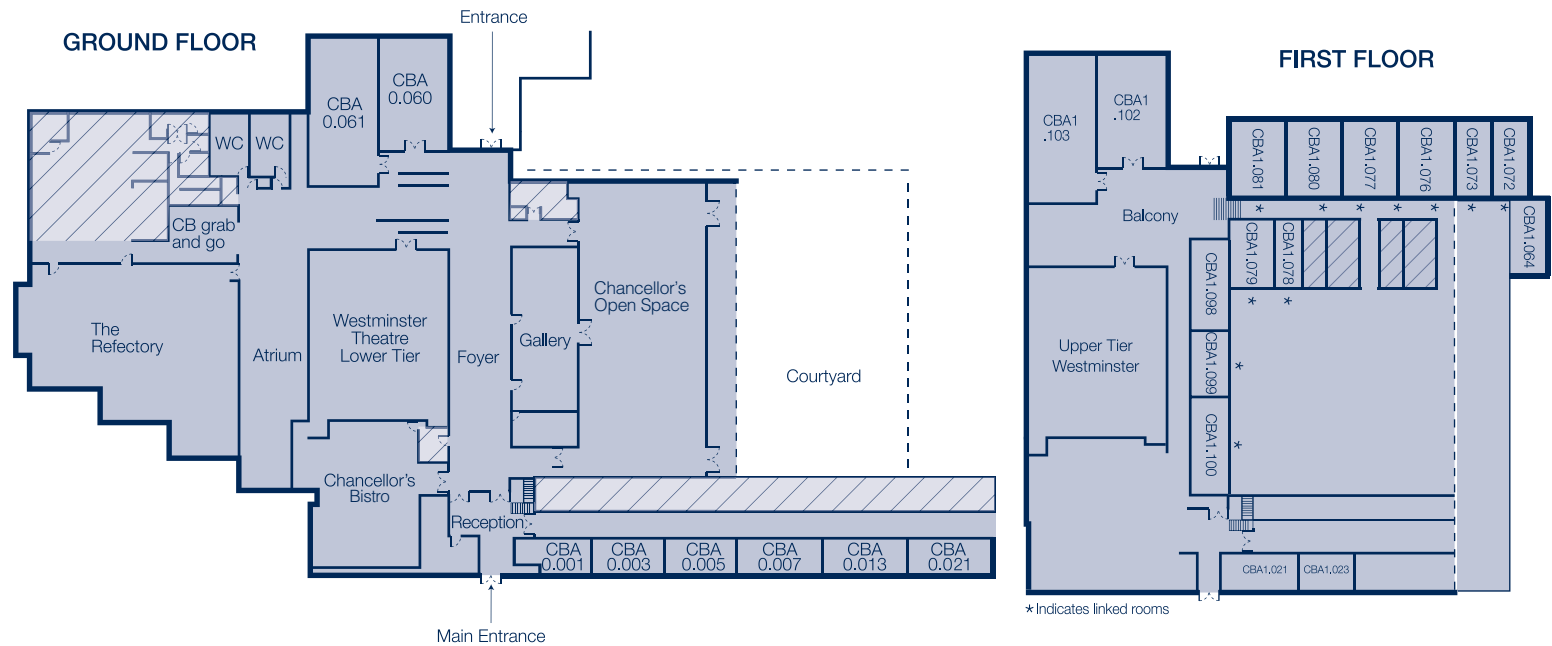 GROUND FLOOR
Entrance
CBA
0.061
CBA
0.060
WC
WC
CB grab
and go
The
Refectory
Atrium
Westminster
Theatre
Lower Tier
Foyer
Gallery
Chancellor's
Open Space
Courtyard
Chancellor's
Bistro
Reception
CBA
0.001
CBA
0.003
CBA
0.005
CBA
0.007
CBA
0.013
CBA
0.021
Main Entrance
FIRST FLOOR
CBA1
.103
CBA1
.102
CBA1.081
CBA1.080
CBA1.077
CBA1.076
CBA1.073
CBA1.072
* * * * * *
Balcony
CBA1.064
CBA1.079
CBA1.078
* *
CBA1.098
CBA1.099
*
CBA1.100
*
Upper Tier
Westminster
CBA1.021
CBA1.023
* Indicates linked rooms